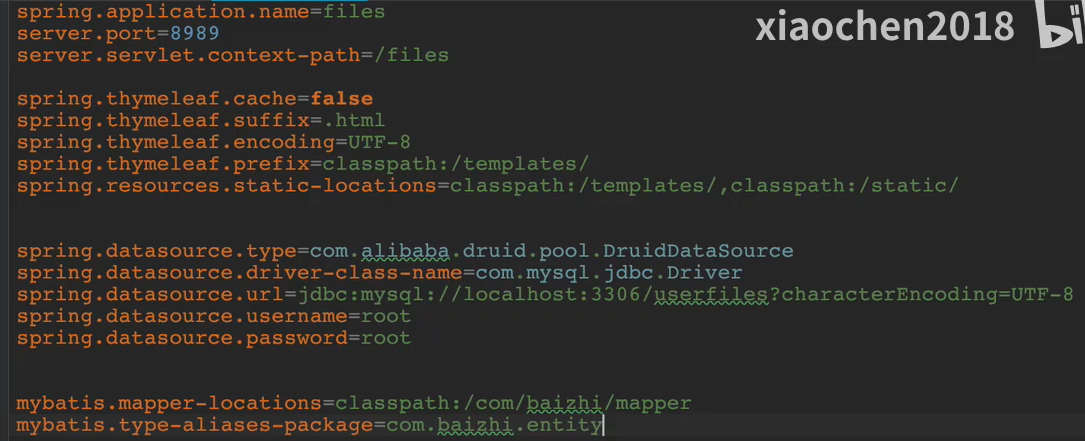 spring.application.name=files
xiaochen2018
server.port=8989
server.servlet.context-path=/files
spring.thymeleaf.cache=false
spring.thymeleaf.suffix=.html
spring.thymeleaf.encoding=UTF-8
spring.thymeleaf.prefix=classpath:/templates/
spring.resources.static-locations=classpath:/templates/,classpath:/static/
spring.datasource.type=com.alibaba.druid.pool.DruidDataSource
spring.datasource.driver-class-name=com.mysql.jdbc.Driver
spring.datasource.url=jdbc:mysql://localhost:3306/userfiles?characterEncoding=UTF-8
spring.datasource.username=root
spring.datasource.password=root
mybatis.mapper-locations=classpath:/com/baizhi/mapper
mybatis.type-aliases-package=com.baizhi.entity